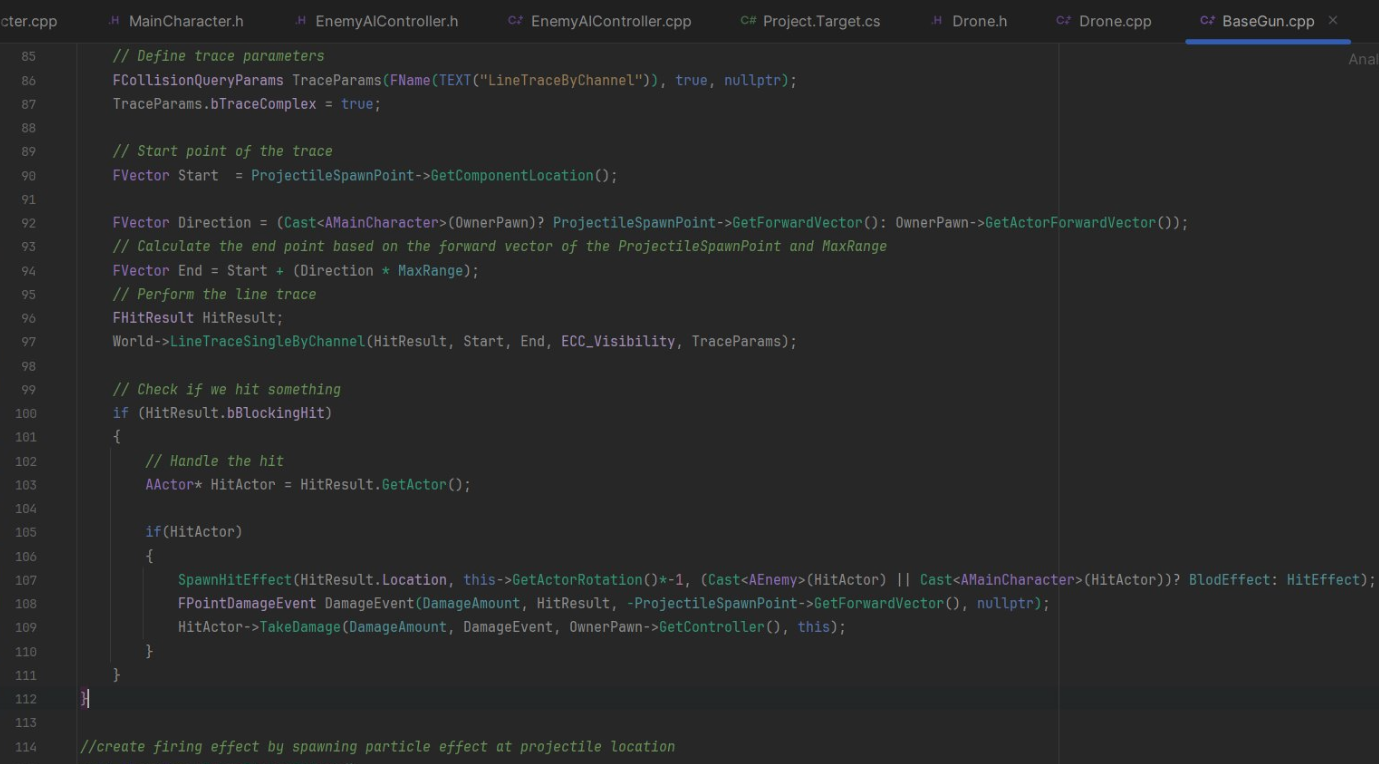 cter.cpp
.H MainCharacter.h
.H EnemyAIController.h
C++ EnemyAIController.cpp
C# Project.Target.cs
.H Drone.h
C++ Drone.cpp
C++ BaseGun.cpp ×
Anal
85 // Define trace parameters
86 FCollisionQueryParams TraceParams(FName(TEXT("LineTraceByChannel")), true, nullptr);
87 TraceParams.bTraceComplex = true;
88
89 // Start point of the trace
90 FVector Start  = ProjectileSpawnPoint->GetComponentLocation();
91
92 FVector Direction = (Cast<AMainCharacter>(OwnerPawn)? ProjectileSpawnPoint->GetForwardVector(): OwnerPawn->GetActorForwardVector());
93 // Calculate the end point based on the forward vector of the ProjectileSpawnPoint and MaxRange
94 FVector End = Start + (Direction * MaxRange);
95 // Perform the line trace
96 FHitResult HitResult;
97 World->LineTraceSingleByChannel(HitResult, Start, End, ECC_Visibility, TraceParams);
98
99 // Check if we hit something
100 if (HitResult.bBlockingHit)
101 {
102 // Handle the hit
103 AActor* HitActor = HitResult.GetActor();
104
105 if(HitActor)
106 {
107 SpawnHitEffect(HitResult.Location, this->GetActorRotation()*-1, (Cast<AEnemy>(HitActor) || Cast<AMainCharacter>(HitActor))? BlodEffect: HitEffect);
108 FPointDamageEvent DamageEvent(DamageAmount, HitResult, -ProjectileSpawnPoint->GetForwardVector(), nullptr);
109 HitActor->TakeDamage(DamageAmount, DamageEvent, OwnerPawn->GetController(), this);
110 }
111 }
112 }
113
114 //create firing effect by spawning particle effect at projectile location